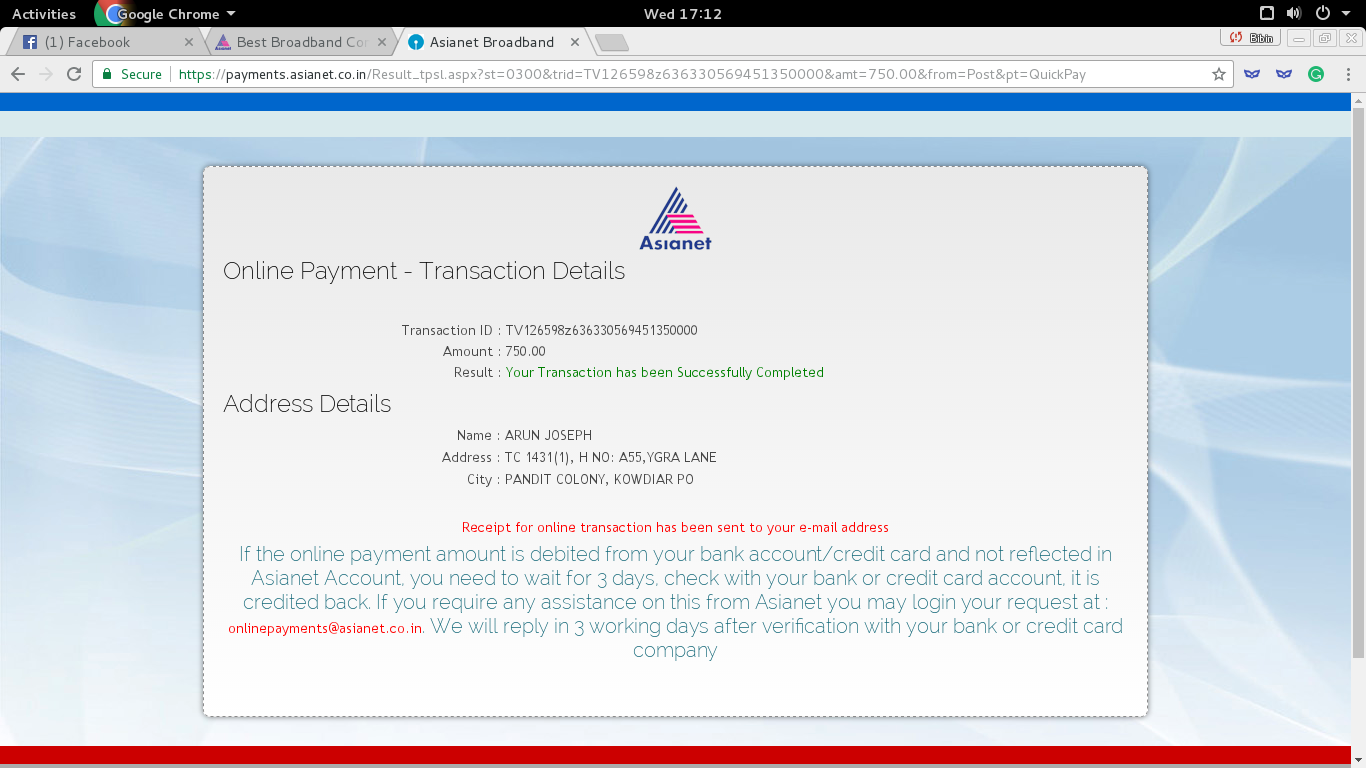 Activities Google Chrome Wed 17:12
(1) Facebook Best Broadband Co Asianet Broadband Bibin
Secure https://payments.asianet.co.in/Result_tpsl.aspx?st=0300&trid=TV126598z636330569451350000&amt=750.00&from=Post&pt=QuickPay
Asianet
Online Payment - Transaction Details
Transaction ID : TV126598z636330569451350000
Amount : 750.00
Result : Your Transaction has been Successfully Completed
Address Details
Name : ARUN JOSEPH
Address : TC 1431(1), H NO: A55,YGRA LANE
City : PANDIT COLONY, KOWDIAR PO
Receipt for online transaction has been sent to your e-mail address
If the online payment amount is debited from your bank account/credit card and not reflected in
Asianet Account, you need to wait for 3 days, check with your bank or credit card account, it is
credited back. If you require any assistance on this from Asianet you may login your request at :
onlinepayments@asianet.co.in. We will reply in 3 working days after verification with your bank or credit card
company